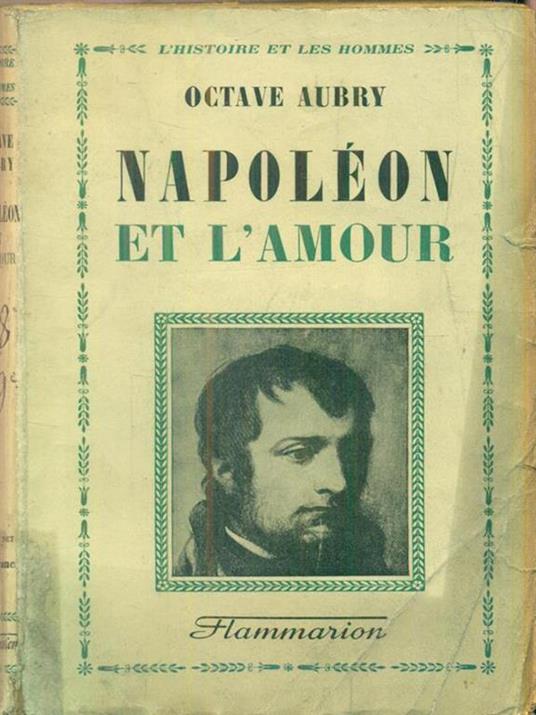 L'HISTOIRE ET LES HOMMES
OCTAVE AUBRY
NAPOLÉON
ET L'AMOUR
Flammarion